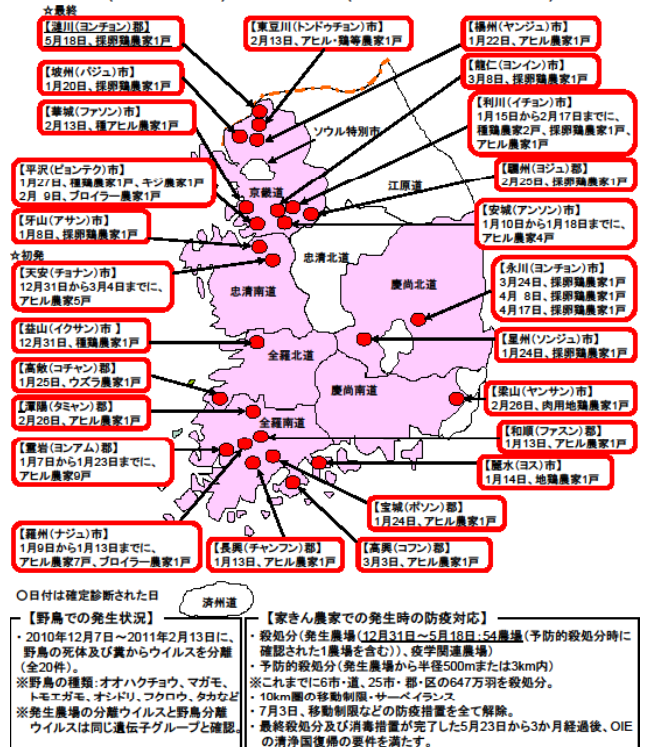 ☆最終
【漣川（ヨンチョン）郡】
5月18日、採卵鶏農家1戸
【東豆川（トンドゥチョン）市】
2月13日、アヒル・鶏等農家1戸
【楊州（ヤンジュ）市】
1月22日、アヒル農家1戸
【坡州（パジュ）市】
1月20日、採卵鶏農家1戸
【龍仁（ヨンイン）市】
3月8日、採卵鶏農家1戸
【華城（ファソン）市】
2月13日、種アヒル農家1戸
【利川（イチョン）市】
1月15日から2月17日までに、
種鶏農家2戸、採卵鶏農家1戸、
アヒル農家1戸
ソウル特別市
【平沢（ピョンテク）市】
1月27日、種鶏農家1戸、キジ農家1戸
2月 9日、ブロイラー農家1戸
京畿道
江原道
【驪州（ヨジュ）郡】
2月25日、採卵鶏農家1戸
【牙山（アサン）市】
1月8日、採卵鶏農家1戸
【安城（アンソン）市】
1月10日から1月18日までに、
アヒル農家4戸
☆初発
【天安（チョナン）市】
12月31日から3月4日までに、
アヒル農家5戸
忠清北道
忠清南道
慶尚北道
【永川（ヨンチョン）市】
3月24日、採卵鶏農家1戸
4月 8日、採卵鶏農家1戸
4月17日、採卵鶏農家1戸
【益山（イクサン）市 】
12月31日、種鶏農家1戸
【星州（ソンジュ）郡】
1月24日、採卵鶏農家1戸
全羅北道
【高敞（コチャン）郡】
1月25日、ウズラ農家1戸
慶尚南道
【梁山（ヤンサン）市】
2月26日、肉用地鶏農家1戸
【潭陽（タミャン）郡】
2月26日、アヒル農家1戸
全羅南道
【和順（ファスン）郡】
1月13日、アヒル農家1戸
【霊岩（ヨンアム）郡】
1月7日から1月23日までに、
アヒル農家9戸
【麗水（ヨス）市】
1月14日、地鶏農家1戸
【宝城（ボソン）郡】
1月24日、アヒル農家1戸
【羅州（ナジュ）市】
1月9日から1月13日までに、
アヒル農家7戸、ブロイラー農家1戸
【長興（チャンフン）郡】
1月13日、アヒル農家1戸
【高興（コフン）郡】
3月3日、アヒル農家1戸
○日付は確定診断された日
済州道
【野鳥での発生状況】
・2010年12月7日～2011年2月13日に、
野鳥の死体及び糞からウイルスを分離
（全20件）。
※野鳥の種類：オオハクチョウ、マガモ、
トモエガモ、オシドリ、フクロウ、タカなど
※発生農場の分離ウイルスと野鳥分離
ウイルスは同じ遺伝子グループと確認。
【家きん農家での発生時の防疫対応】
・殺処分（発生農場（12月31日～5月18日：54農場（予防的殺処分時に
確認された1農場を含む））、疫学関連農場）
・予防的殺処分（発生農場から半径500mまたは3km内）
※これまでに6市・道、25市・郡・区の647万羽を殺処分。
・10km圏の移動制限・サーベイランス
・7月3日、移動制限などの防疫措置を全て解除。
・最終殺処分及び消毒措置が完了した5月23日から3か月経過後、OIE
の清浄国復帰の要件を満たす。